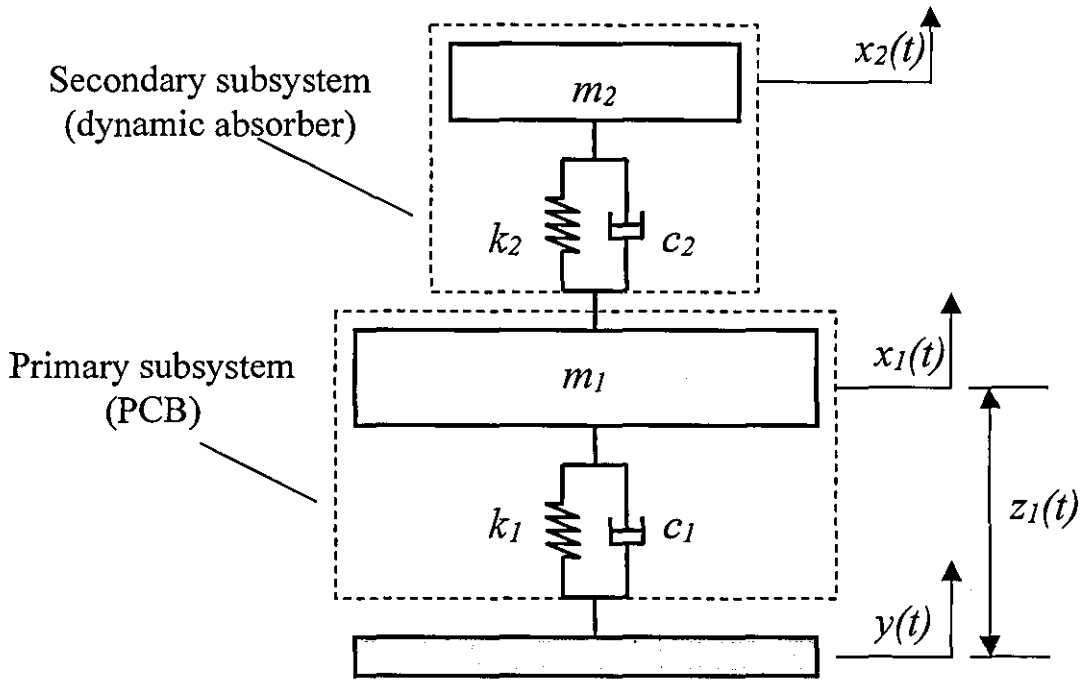 x₂(t)
Secondary subsystem
(dynamic absorber)
m₂
k₂
c₂
x₁(t)
Primary subsystem
(PCB)
m₁
k₁
c₁
z₁(t)
y(t)